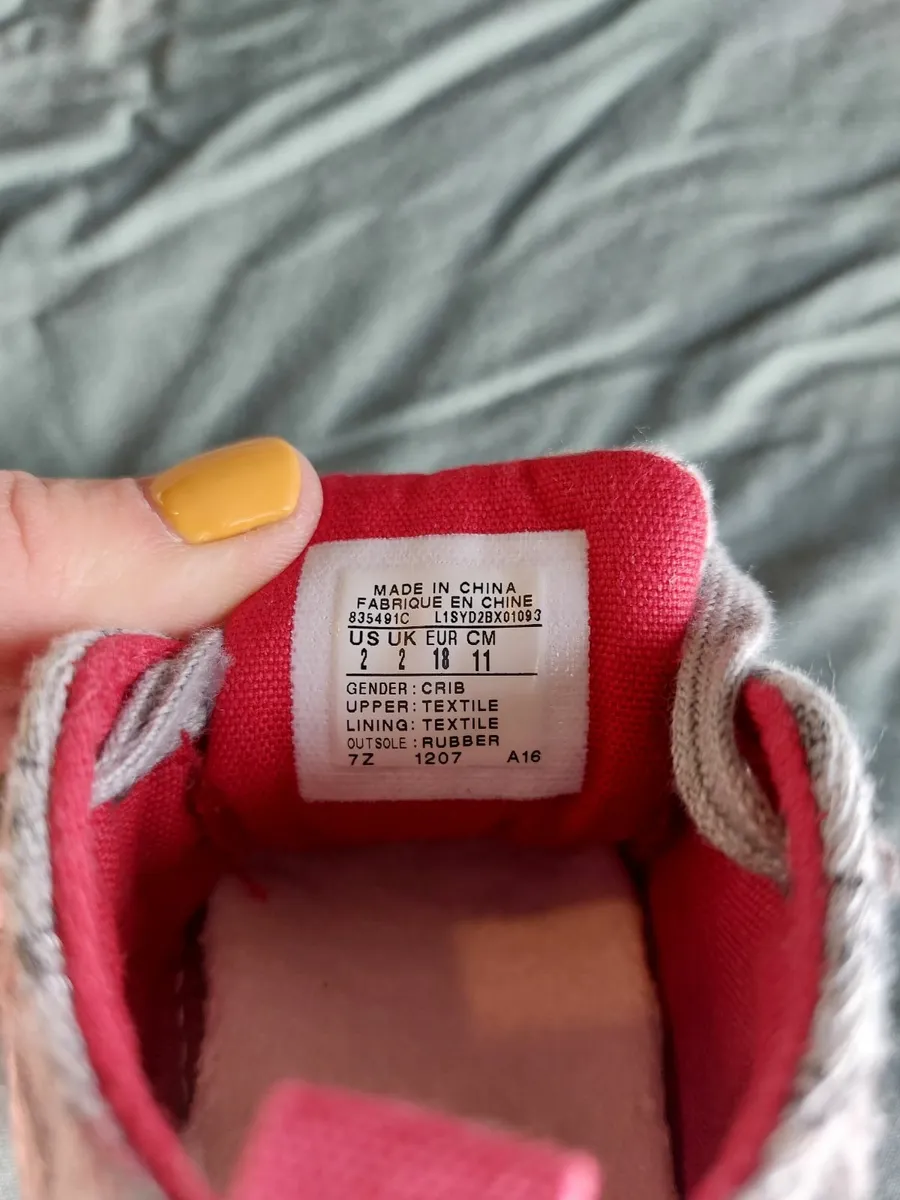 MADE IN CHINA
FABRIQUE EN CHINE
835491C L1SYD2BX01093
US UK EUR CM
2 2 18 11
GENDER: CRIB
UPPER: TEXTILE
LINING: TEXTILE
OUTSOLE: RUBBER
7Z 1207 A16